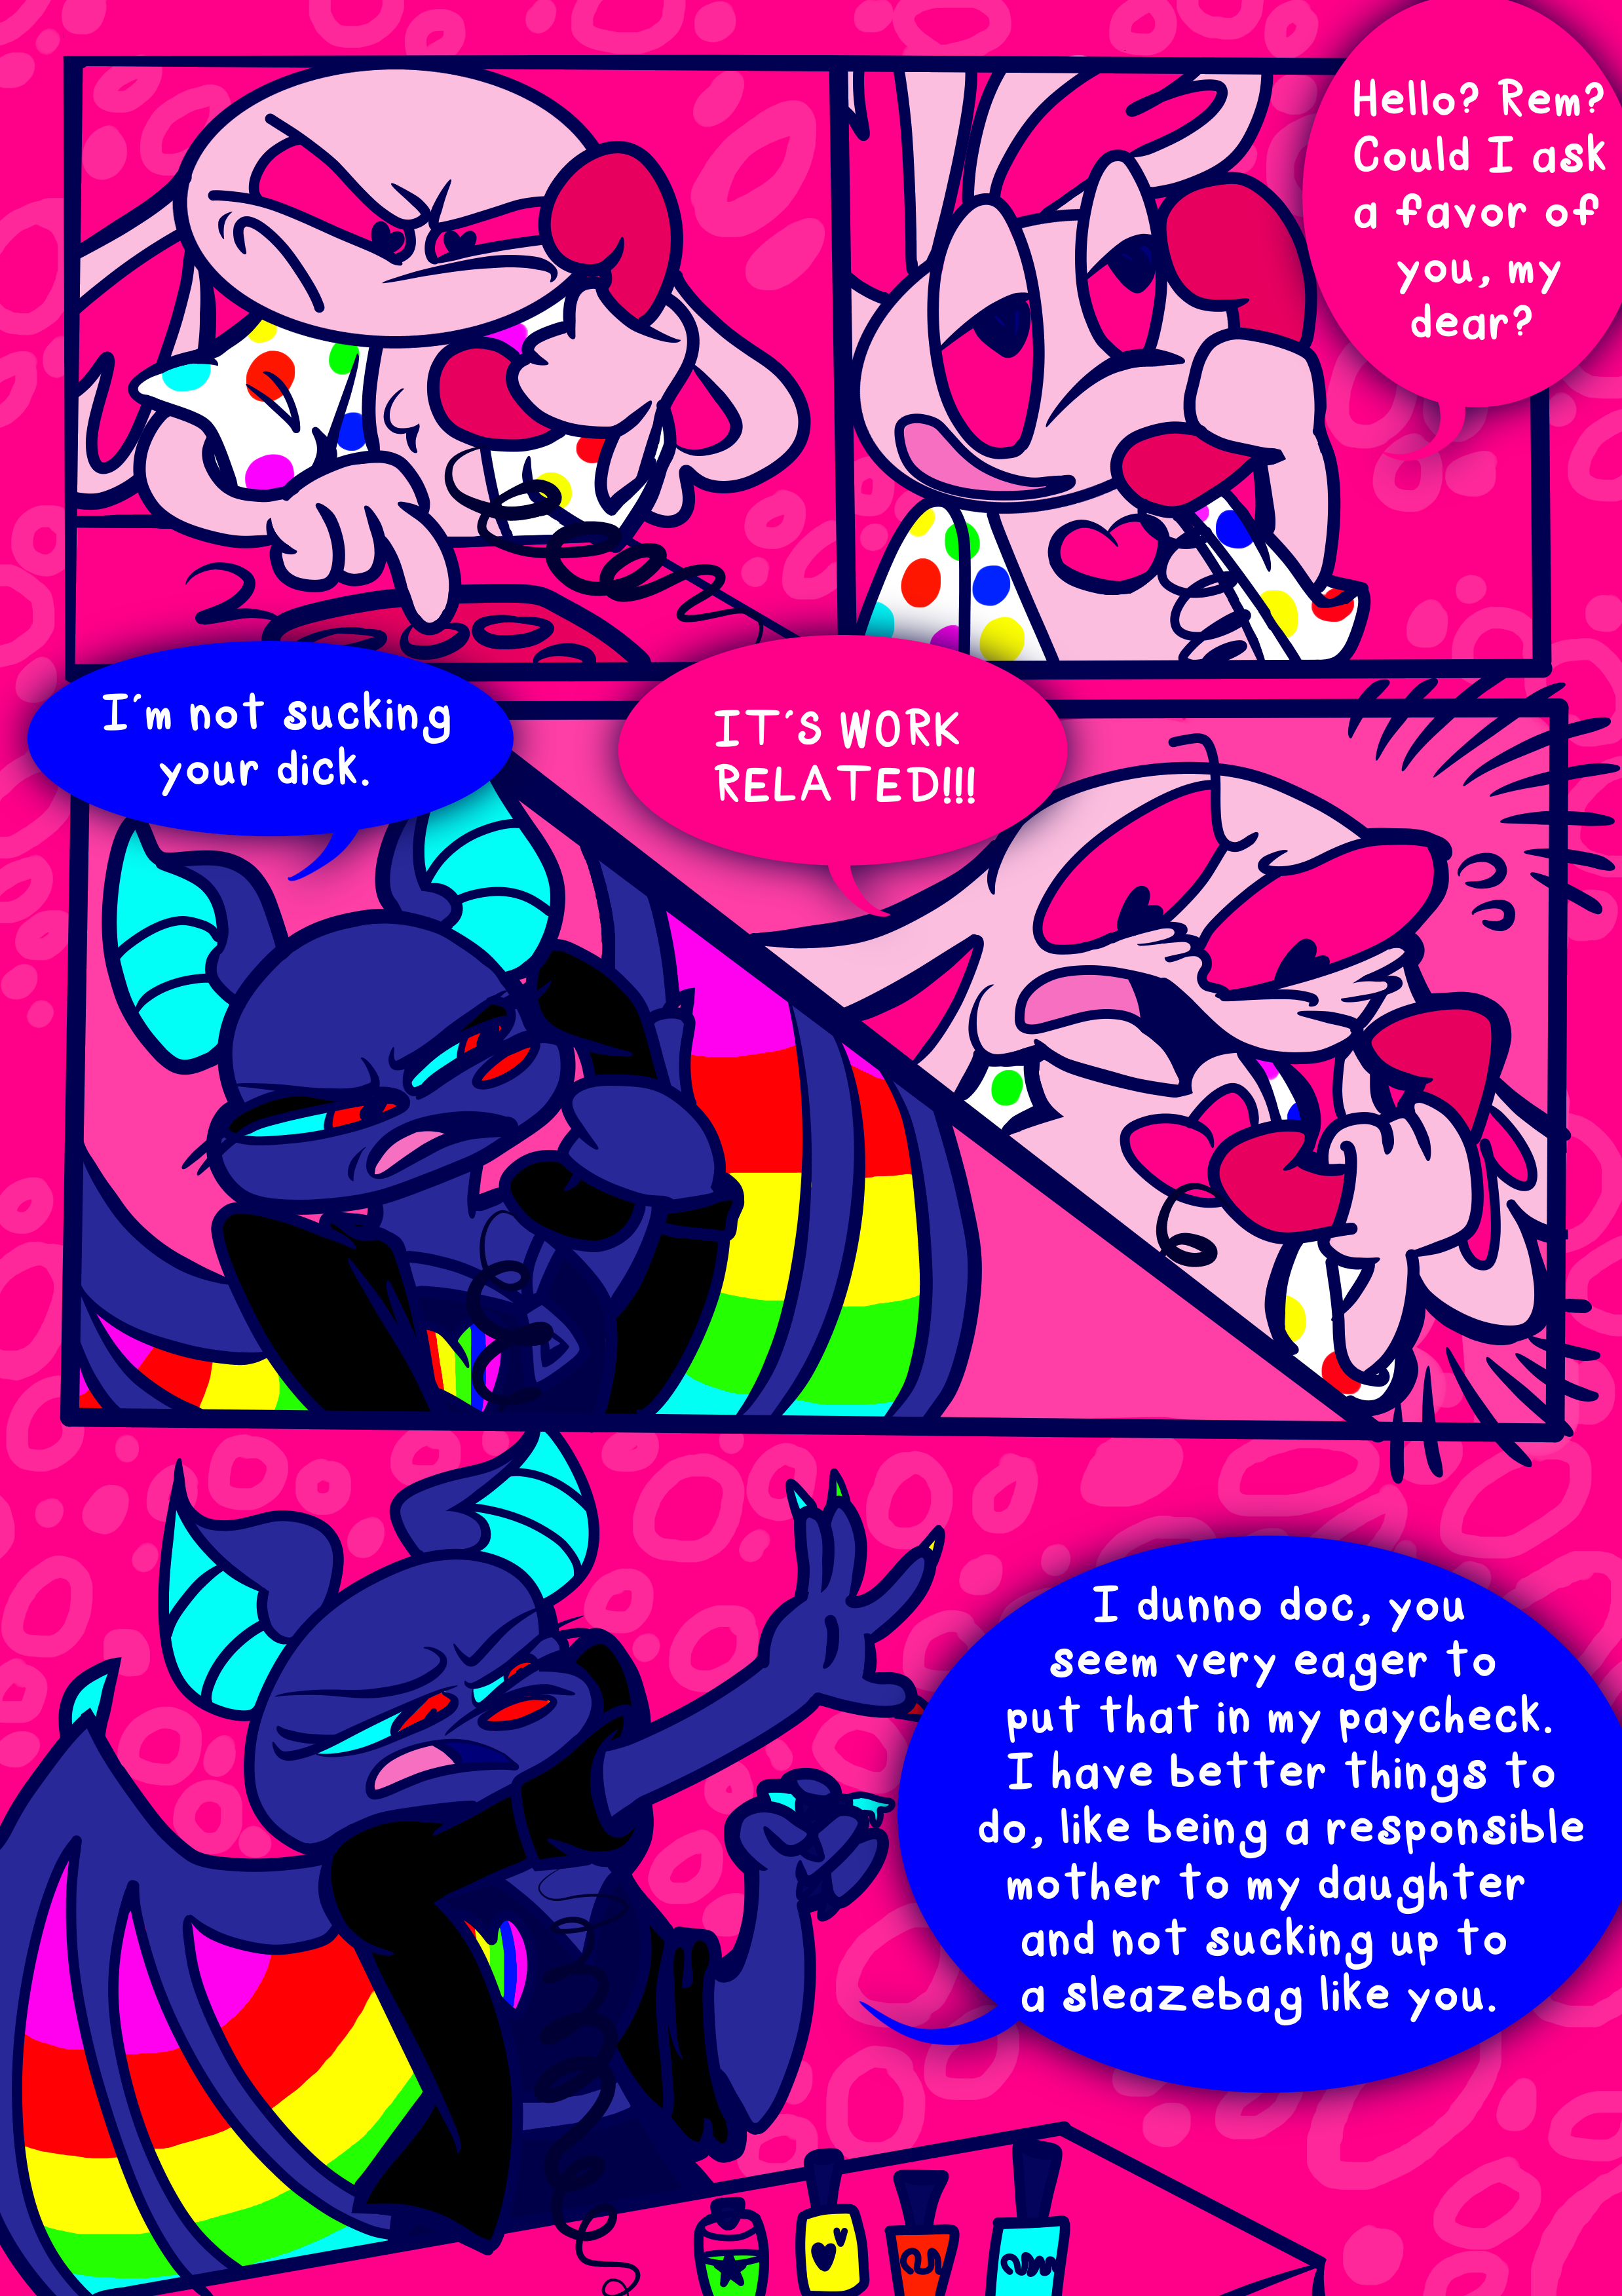 Hello? Rem?
Could I ask
a favor of
you, my
dear?
I'm not sucking
your dick.
IT'S WORK
RELATED!!!
I dunno doc, you
seem very eager to
put that in my paycheck.
I have better things to
do, like being a responsible
mother to my daughter
and not sucking up to
a sleazebag like you.